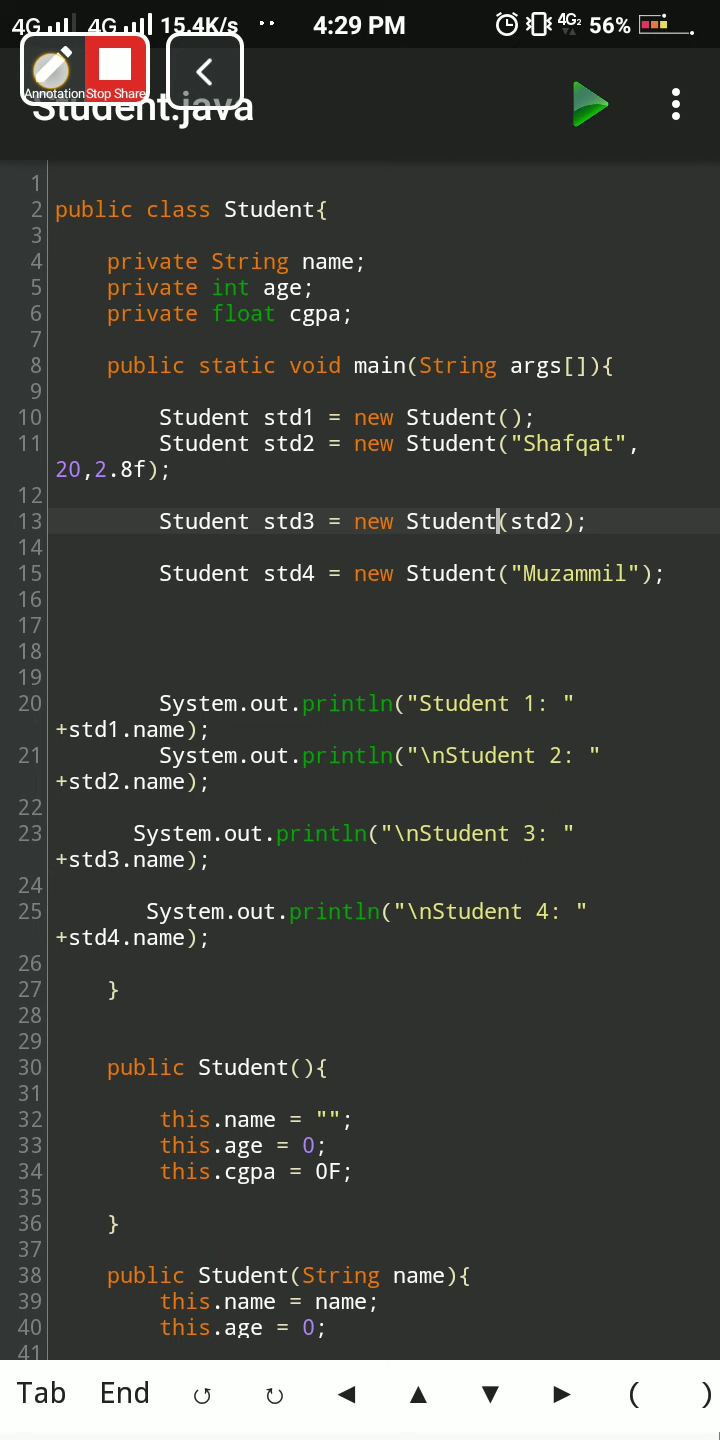 4G 4G 15.4K/s 4:29 PM 4G₂ 56%
Annotation Stop Share
Student.java
1
2 public class Student{
3
4 private String name;
5 private int age;
6 private float cgpa;
7
8 public static void main(String args[]){
9
10 Student std1 = new Student();
11 Student std2 = new Student("Shafqat",
20,2.8f);
12
13 Student std3 = new Student(std2);
14
15 Student std4 = new Student("Muzammil");
16
17
18
19
20 System.out.println("Student 1: "
+std1.name);
21 System.out.println("\nStudent 2: "
+std2.name);
22
23 System.out.println("\nStudent 3: "
+std3.name);
24
25 System.out.println("\nStudent 4: "
+std4.name);
26
27 }
28
29
30 public Student(){
31
32 this.name = "";
33 this.age = 0;
34 this.cgpa = 0F;
35
36 }
37
38 public Student(String name){
39 this.name = name;
40 this.age = 0;
41
Tab End ↺ ↻ ◀ ▲ ▼ ▶ ( )